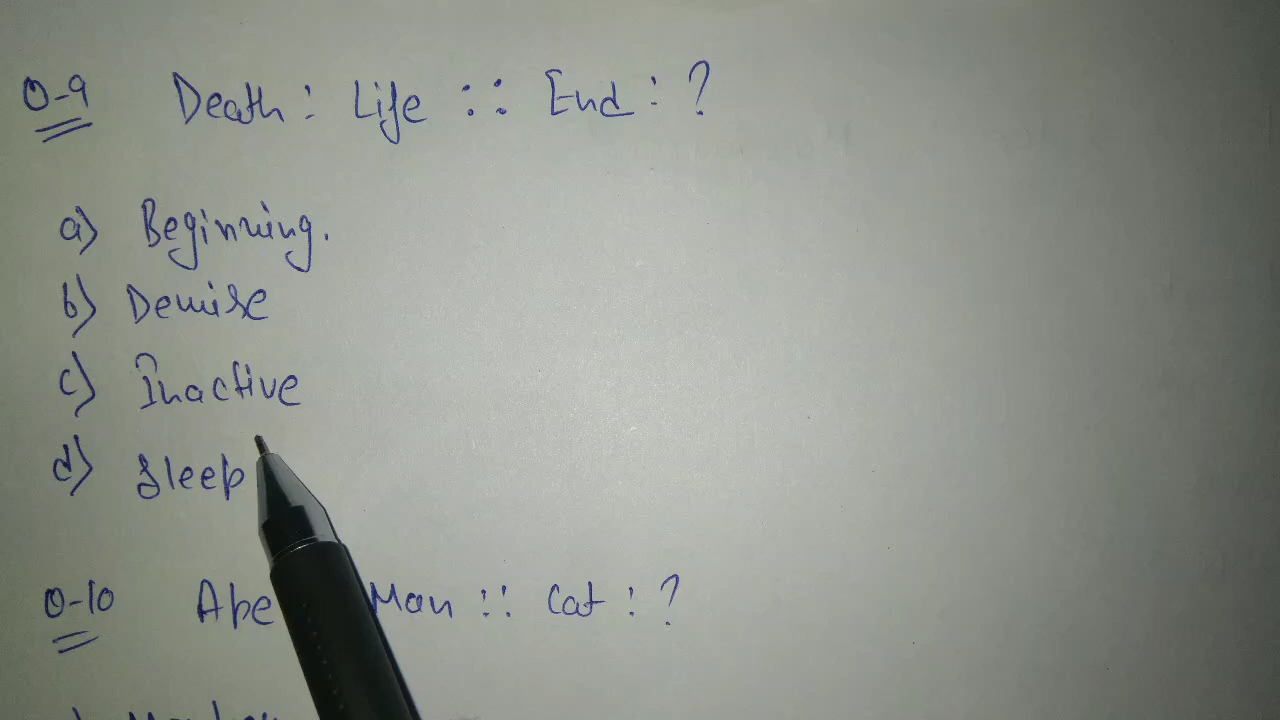 Q-9 Death : Life :: End : ?
a) Beginning.
b) Demise
c) Inactive
d) Sleep
Q-10 Ape Man :: Cat : ?